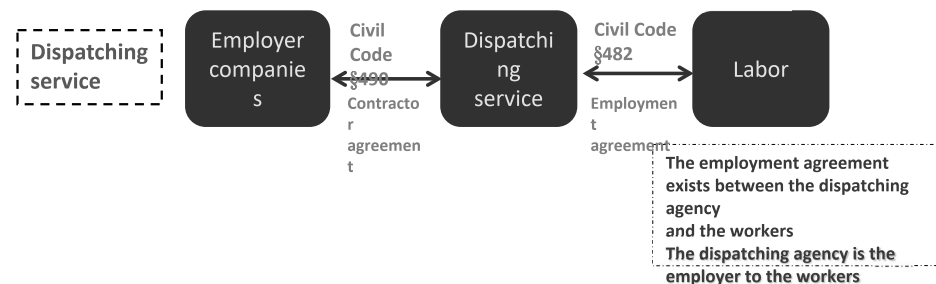 Dispatching
service
Employer
companie
s
Civil
Code
§490
Contracto
r
agreemen
t
Dispatchi
ng
service
Civil Code
§482
Employmen
t
agreement
Labor
The employment agreement
exists between the dispatching
agency
and the workers
The dispatching agency is the
employer to the workers